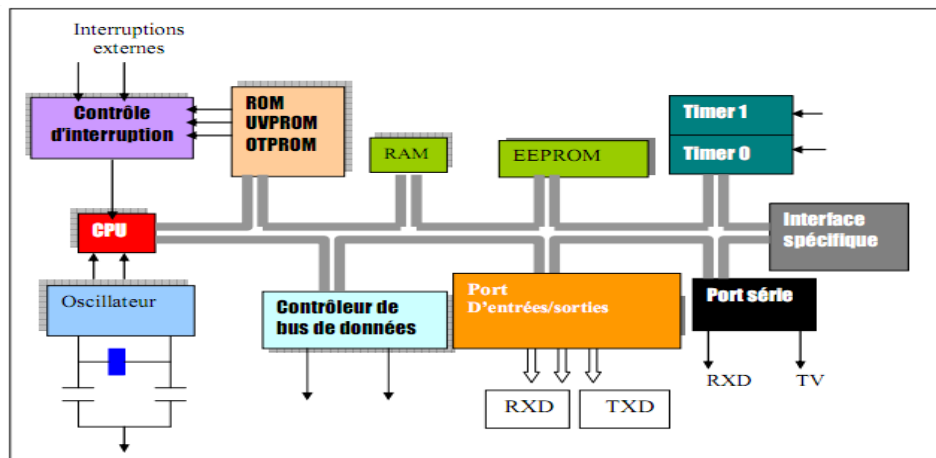 Interruptions
externes
Contrôle
d'interruption
ROM
UVPROM
OTPROM
RAM
EEPROM
Timer 1
Timer 0
CPU
Interface
spécifique
Oscillateur
Contrôleur de
bus de données
Port
D'entrées/sorties
Port série
RXD
TV
RXD
TXD